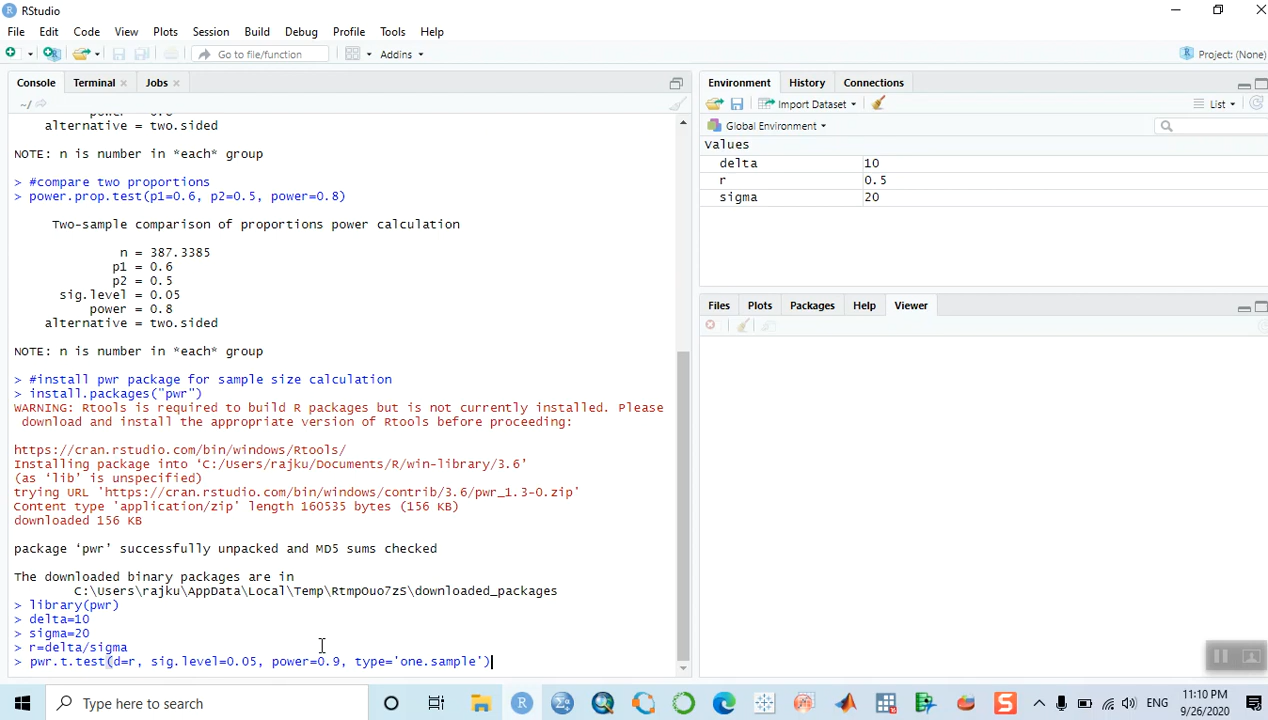 RStudio
File Edit Code View Plots Session Build Debug Profile Tools Help
Go to file/function Addins Project: (None)
Console Terminal Jobs
~/
alternative = two.sided
NOTE: n is number in *each* group
> #compare two proportions
> power.prop.test(p1=0.6, p2=0.5, power=0.8)
Two-sample comparison of proportions power calculation
n = 387.3385
p1 = 0.6
p2 = 0.5
sig.level = 0.05
power = 0.8
alternative = two.sided
NOTE: n is number in *each* group
> #install pwr package for sample size calculation
> install.packages("pwr")
WARNING: Rtools is required to build R packages but is not currently installed. Please
download and install the appropriate version of Rtools before proceeding:
https://cran.rstudio.com/bin/windows/Rtools/
Installing package into ‘C:/Users/rajku/Documents/R/win-library/3.6’
(as ‘lib’ is unspecified)
trying URL 'https://cran.rstudio.com/bin/windows/contrib/3.6/pwr_1.3-0.zip'
Content type 'application/zip' length 160535 bytes (156 KB)
downloaded 156 KB
package ‘pwr’ successfully unpacked and MD5 sums checked
The downloaded binary packages are in
C:\Users\rajku\AppData\Local\Temp\RtmpOuo7zS\downloaded_packages
> library(pwr)
> delta=10
> sigma=20
> r=delta/sigma
> pwr.t.test(d=r, sig.level=0.05, power=0.9, type='one.sample')
Environment History Connections
Import Dataset List
Global Environment
Values
delta 10
r 0.5
sigma 20
Files Plots Packages Help Viewer
Type here to search
ENG
11:10 PM
9/26/2020